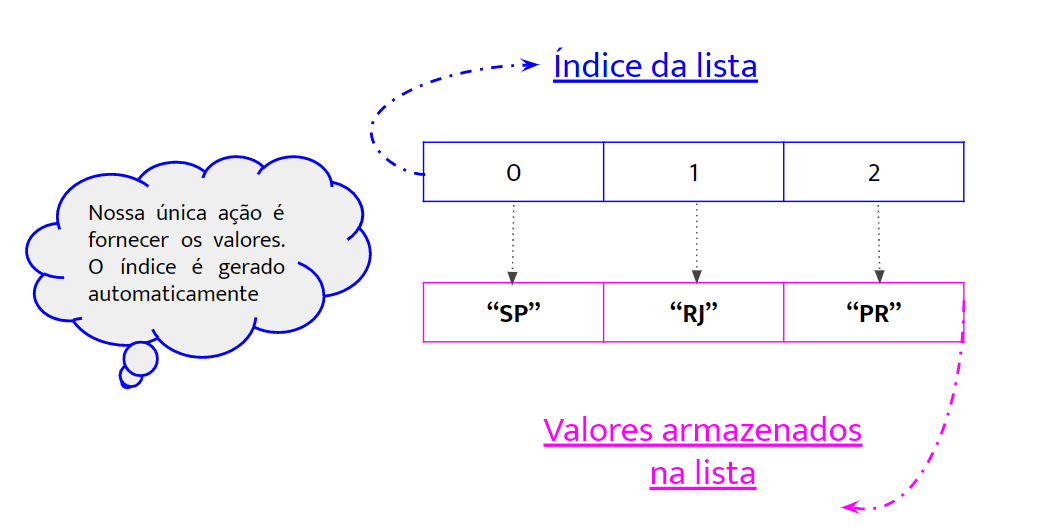 Índice da lista
0 1 2
Nossa única ação é
fornecer os valores.
O índice é gerado
automaticamente
“SP” “RJ” “PR”
Valores armazenados
na lista